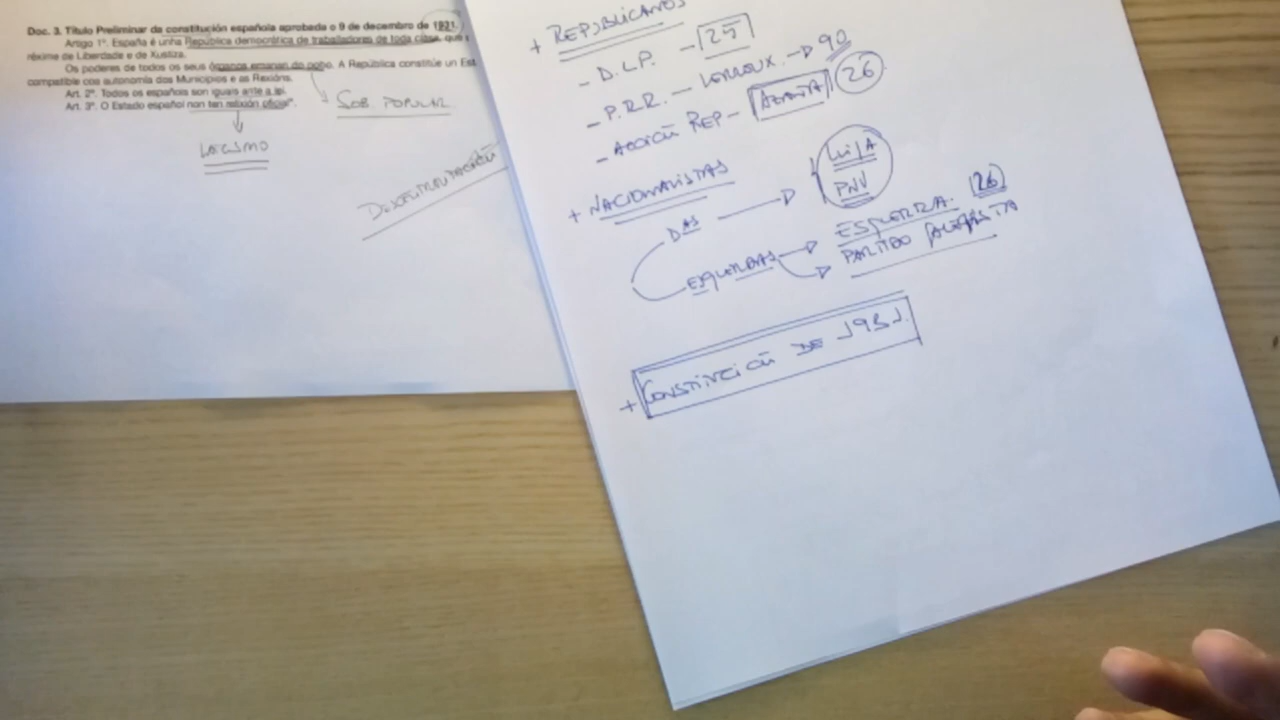 Doc. 3. Título Preliminar da constitución española aprobada o 9 de decembro de 1931.
Artigo 1º. España é unha República democrática de traballadores de toda clase, que
réxime de Liberdade e de Xustiza.
Os poderes de todos os seus órganos emanan do pobo. A República constitúe un Est
compatible coa autonomía dos Municipios e as Rexións.
Art. 2º. Todos os españois son iguais ante a lei.
Art. 3º. O Estado español non ten relixión oficial".
SOB. POPULAR
LAICISMO
+ REPUBLICANOS
- D.L.P. - 25
- P.R.R. - LERROUX. → 90
- ACCIÓN REP - AZAÑA 26
+ NACIONALISTAS
DAS → LLIGA
PNV
ESQUERDAS → ESQUERRA. 26
PARTIDO GALEGUISTA
+ CONSTITUCIÓN DE 1931.